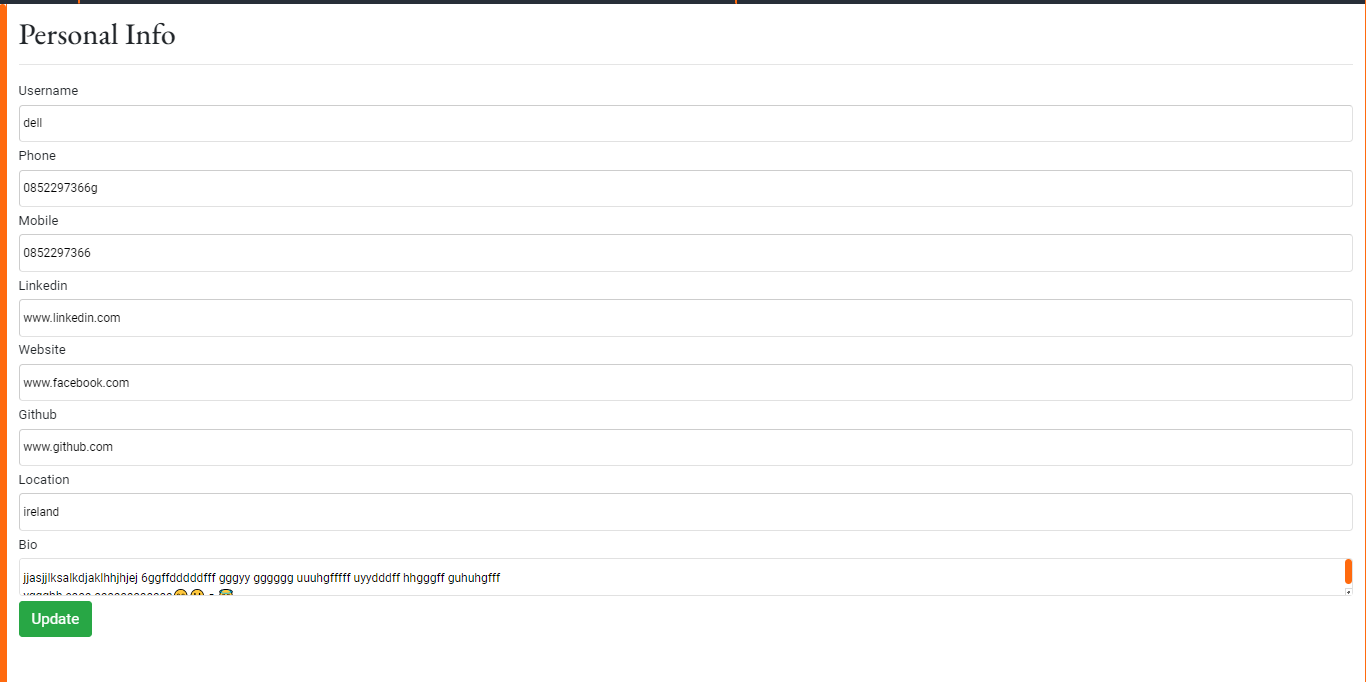 Personal Info
Username
dell
Phone
0852297366g
Mobile
0852297366
Linkedin
www.linkedin.com
Website
www.facebook.com
Github
www.github.com
Location
ireland
Bio
jjasjjlksalkdjaklhhjhjej 6ggffdddddfff gggyy gggggg uuuhgfffff uyydddff hhgggff guhuhgfff
Update